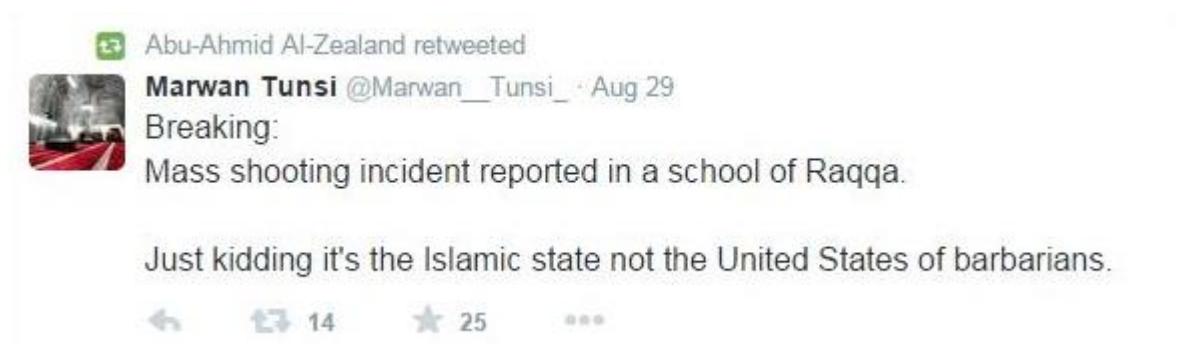 Abu-Ahmid Al-Zealand retweeted
Marwan Tunsi @Marwan__Tunsi_ · Aug 29
Breaking:
Mass shooting incident reported in a school of Raqqa.
Just kidding it's the Islamic state not the United States of barbarians.
14 25